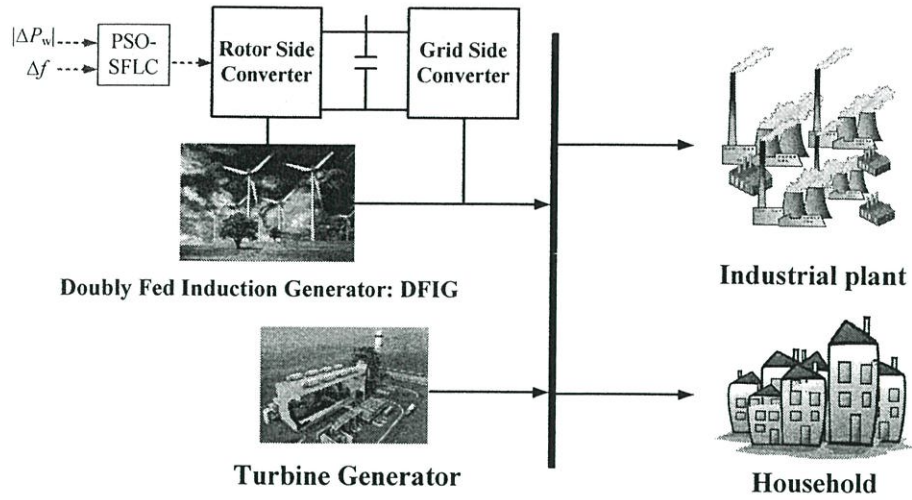 |ΔP_w|
Δf
PSO-
SFLC
Rotor Side
Converter
Grid Side
Converter
Doubly Fed Induction Generator: DFIG
Industrial plant
Turbine Generator
Household